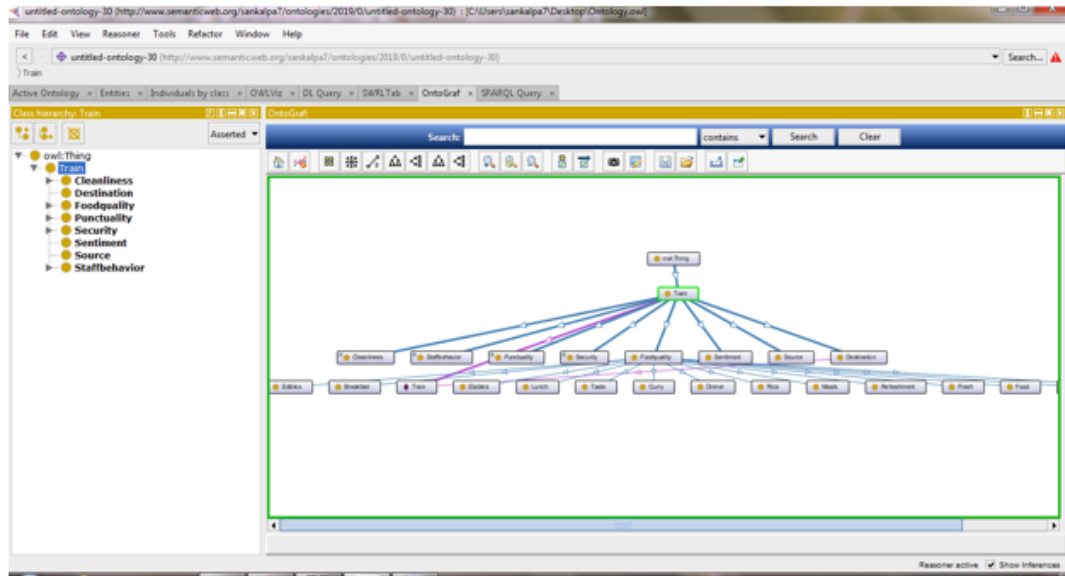 untitled-ontology-30 (http://www.semanticweb.org/sankalpa7/ontologies/2019/0/untitled-ontology-30) : [C:\Users\sankalpa7\Desktop\Ontology.owl]
File Edit View Reasoner Tools Refactor Window Help
< untitled-ontology-30 (http://www.semanticweb.org/sankalpa7/ontologies/2019/0/untitled-ontology-30) Search...
Train
Active Ontology × Entities × Individuals by class × OWLViz × DL Query × SWRLTab × OntoGraf × SPARQL Query ×
Class hierarchy: Train
OntoGraf:
Asserted
Search: contains Search Clear
owl:Thing
Train
Cleanliness
Destination
Foodquality
Punctuality
Security
Sentiment
Source
Staffbehavior
owl:Thing
Train
Cleanliness Staffbehavior Punctuality Security Foodquality Sentiment Source Destination
Edibles Breakfast Train Eatables Lunch Taste Curry Dinner Rice Meals Refreshment Fresh Food
Reasoner active Show Inferences